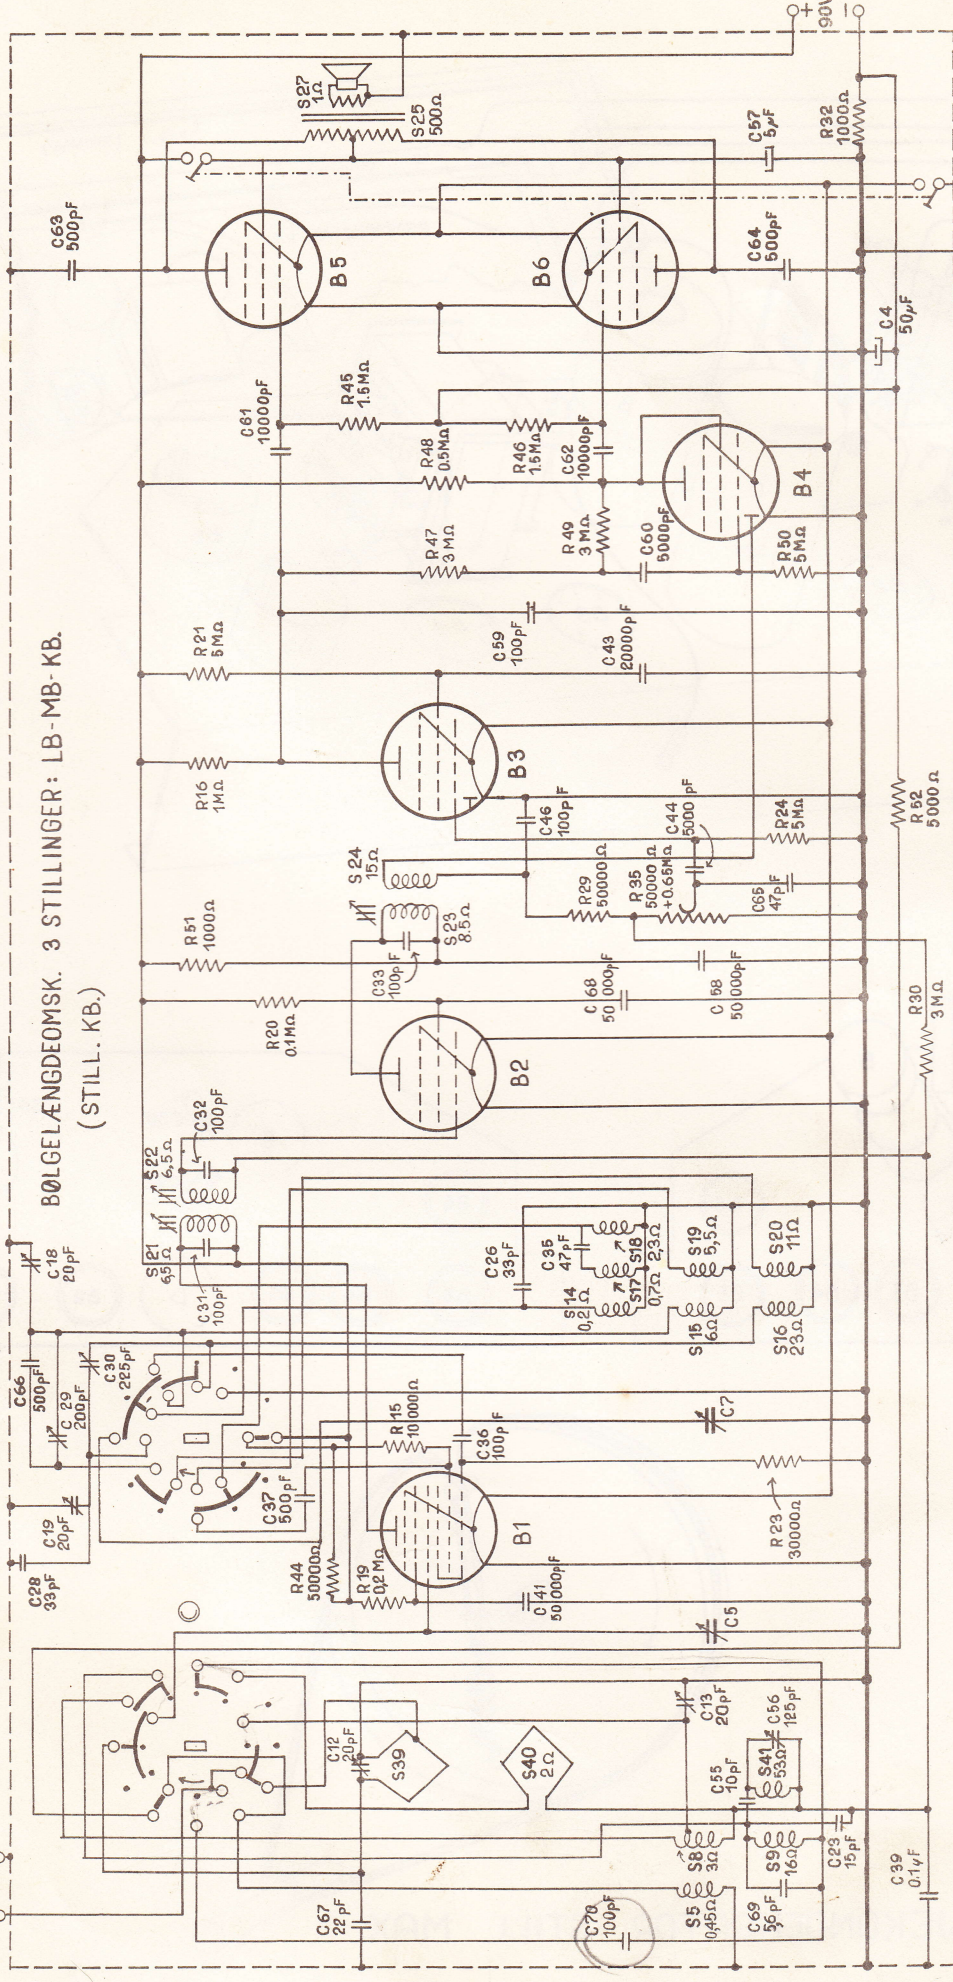 BØLGELÆNGDEOMSK. 3 STILLINGER: LB-MB-KB.
(STILL. KB.)
+
90V
−
S27
1Ω
S25
500Ω
C57
5µF
R32
1000Ω
C63
500pF
B5
B6
C64
500pF
C4
50µF
C61
10000pF
R45
1.5MΩ
R48
0.5MΩ
R46
1.5MΩ
C62
10000pF
B4
R47
3MΩ
R49
3MΩ
C60
5000pF
R50
5MΩ
C59
100pF
C43
20000pF
R21
5MΩ
R16
1MΩ
B3
C46
100pF
C44
5000pF
R24
5MΩ
R52
5000Ω
S24
15Ω
R29
50000Ω
R35
50000Ω
+0.65MΩ
C65
47pF
R51
1000Ω
S23
8.5Ω
C33
100pF
C68
50000pF
C58
50000pF
R20
0.1MΩ
R30
3MΩ
B2
C32
100pF
S22
6,5Ω
S21
6,5Ω
C31
100pF
C26
33pF
C35
47pF
S18
2,3Ω
S19
5,5Ω
S20
11Ω
S14
0,2Ω
S17
0,7Ω
S15
6Ω
S16
23Ω
C18
20pF
C66
500pF
C30
225pF
C29
200pF
C19
20pF
C28
33pF
R15
10000Ω
C36
100pF
C7
C37
500pF
B1
R23
30000Ω
R44
50000Ω
R19
0,2MΩ
C41
50000pF
C5
C12
20pF
S39
S40
2Ω
C13
20pF
C56
125pF
S41
53Ω
C55
10pF
S8
3Ω
S9
16Ω
C23
15pF
C39
0.1µF
S5
0,45Ω
C69
5,6pF
C67
22pF
C70
100pF